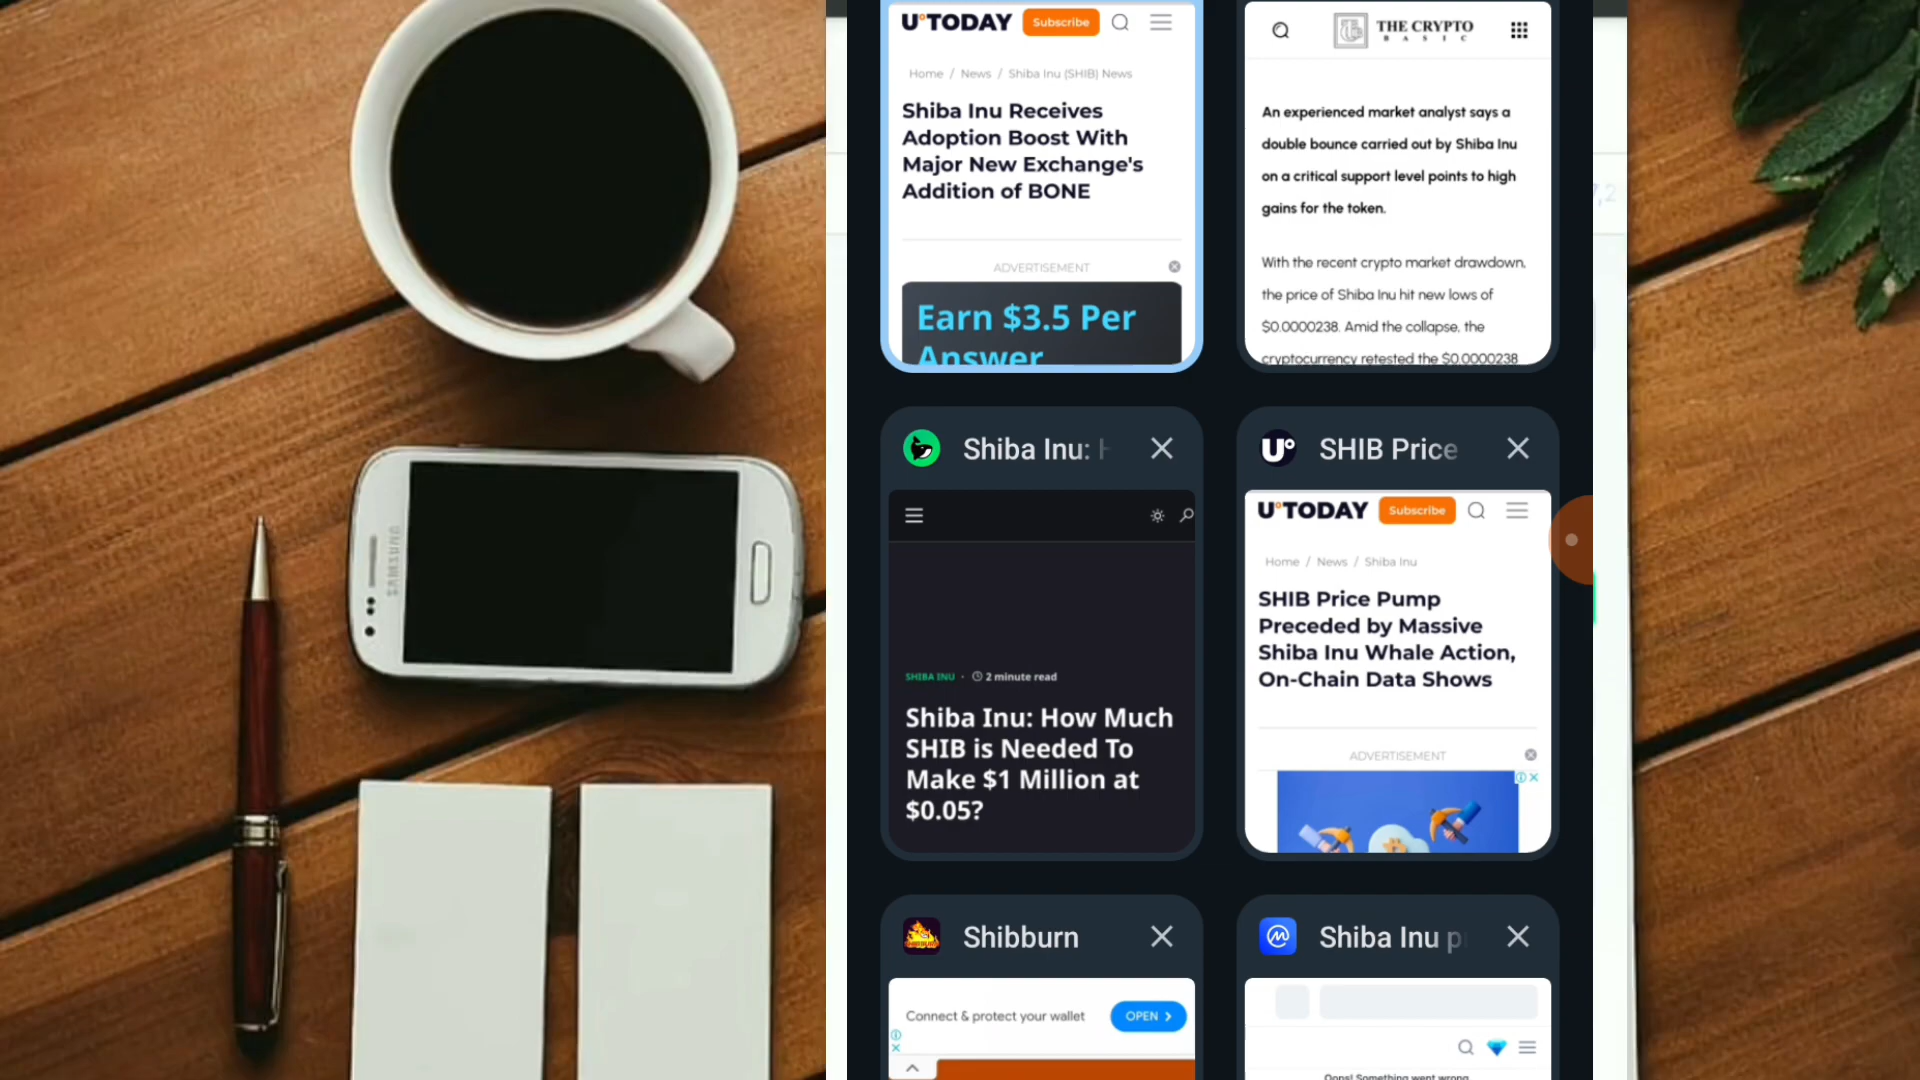 U°TODAY
Subscribe
Home / News / Shiba Inu (SHIB) News
Shiba Inu Receives
Adoption Boost With
Major New Exchange's
Addition of BONE
ADVERTISEMENT
Earn $3.5 Per
Answer
THE CRYPTO
BASIC
An experienced market analyst says a
double bounce carried out by Shiba Inu
on a critical support level points to high
gains for the token.
With the recent crypto market drawdown,
the price of Shiba Inu hit new lows of
$0.0000238. Amid the collapse, the
cryptocurrency retested the $0.0000238
7,2
Shiba Inu: H
SHIBA INU • 2 minute read
Shiba Inu: How Much
SHIB is Needed To
Make $1 Million at
$0.05?
U° SHIB Price
U°TODAY
Subscribe
Home / News / Shiba Inu
SHIB Price Pump
Preceded by Massive
Shiba Inu Whale Action,
On-Chain Data Shows
ADVERTISEMENT
Shibburn
Connect & protect your wallet
OPEN
Shiba Inu p
Oops! Something went wrong
SAMSUNG